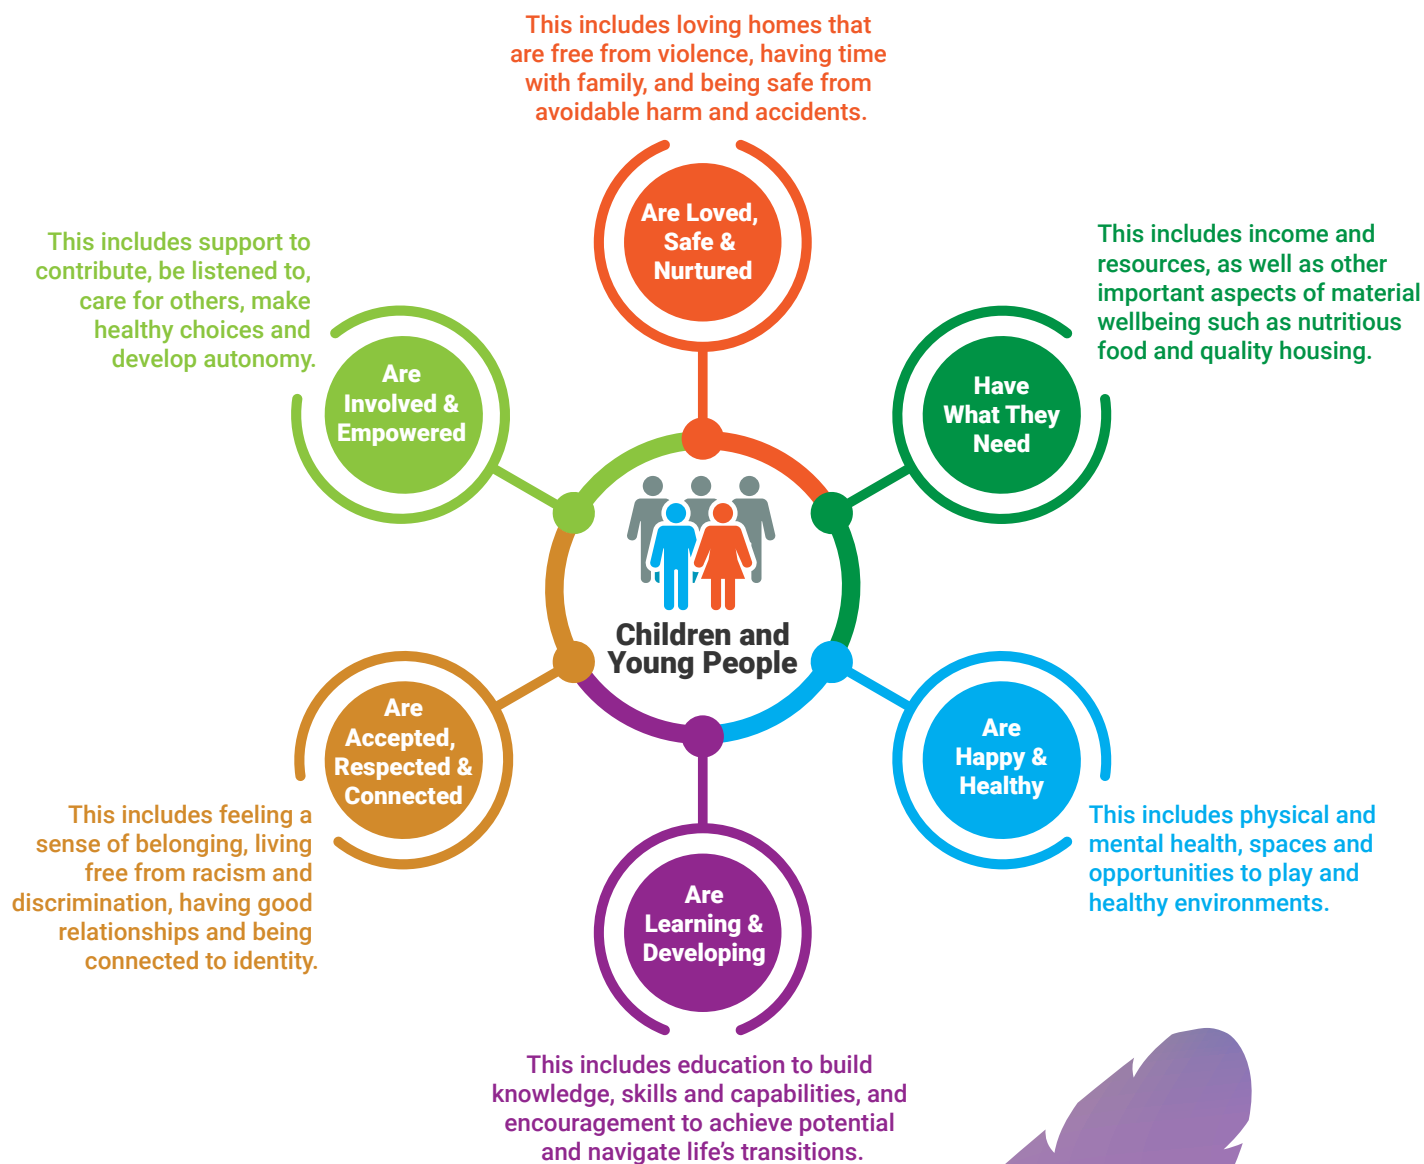 This includes loving homes that
are free from violence, having time
with family, and being safe from
avoidable harm and accidents.
Are Loved,
Safe &
Nurtured
This includes income and
resources, as well as other
important aspects of material
wellbeing such as nutritious
food and quality housing.
Have
What They
Need
This includes support to
contribute, be listened to,
care for others, make
healthy choices and
develop autonomy.
Are
Involved &
Empowered
Children and
Young People
Are
Accepted,
Respected &
Connected
This includes feeling a
sense of belonging, living
free from racism and
discrimination, having good
relationships and being
connected to identity.
Are
Happy &
Healthy
This includes physical and
mental health, spaces and
opportunities to play and
healthy environments.
Are
Learning &
Developing
This includes education to build
knowledge, skills and capabilities, and
encouragement to achieve potential
and navigate life’s transitions.